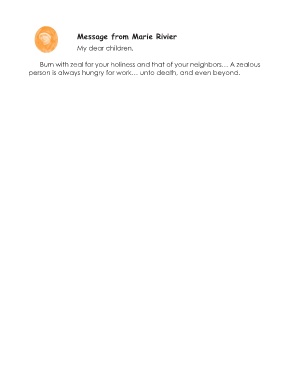 Message from Marie Rivier
My dear children,
Burn with zeal for your holiness and that of your neighbors... A zealous
person is always hungry for work... unto death, and even beyond.